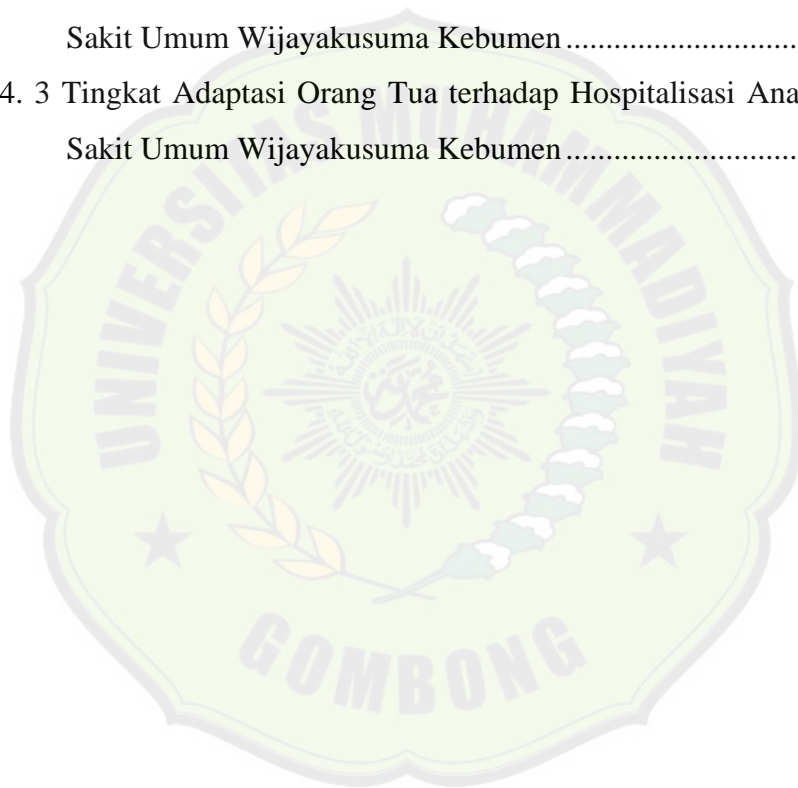 Sakit Umum Wijayakusuma Kebumen ............................
4. 3 Tingkat Adaptasi Orang Tua terhadap Hospitalisasi Ana
Sakit Umum Wijayakusuma Kebumen ............................
UNIVERSITAS MUHAMMADIYAH
GOMBONG